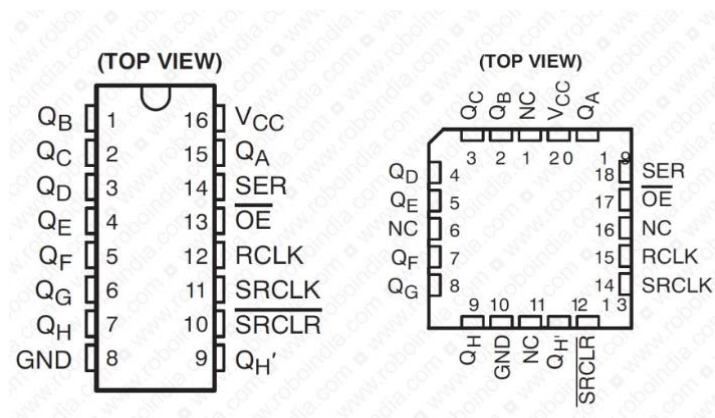 (TOP VIEW)
QB 1 16 VCC
QC 2 15 QA
QD 3 14 SER
QE 4 13 OE
QF 5 12 RCLK
QG 6 11 SRCLK
QH 7 10 SRCLR
GND 8 9 QH'
(TOP VIEW)
QC QB NC VCC QA
3 2 1 20 19
QD 4 18 SER
QE 5 17 OE
NC 6 16 NC
QF 7 15 RCLK
QG 8 14 SRCLK
9 10 11 12 13
QH GND NC QH' SRCLR
www.roboindia.com